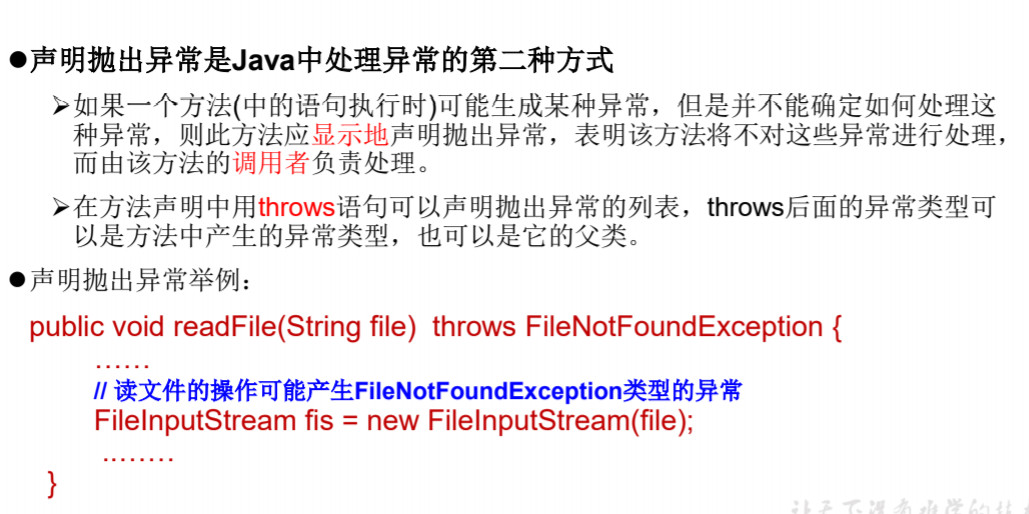 ●声明抛出异常是Java中处理异常的第二种方式
➢如果一个方法(中的语句执行时)可能生成某种异常，但是并不能确定如何处理这
种异常，则此方法应显示地声明抛出异常，表明该方法将不对这些异常进行处理，
而由该方法的调用者负责处理。
➢在方法声明中用throws语句可以声明抛出异常的列表，throws后面的异常类型可
以是方法中产生的异常类型，也可以是它的父类。
●声明抛出异常举例：
public void readFile(String file) throws FileNotFoundException {
……
// 读文件的操作可能产生FileNotFoundException类型的异常
FileInputStream fis = new FileInputStream(file);
………
}
让天下没有难学的技